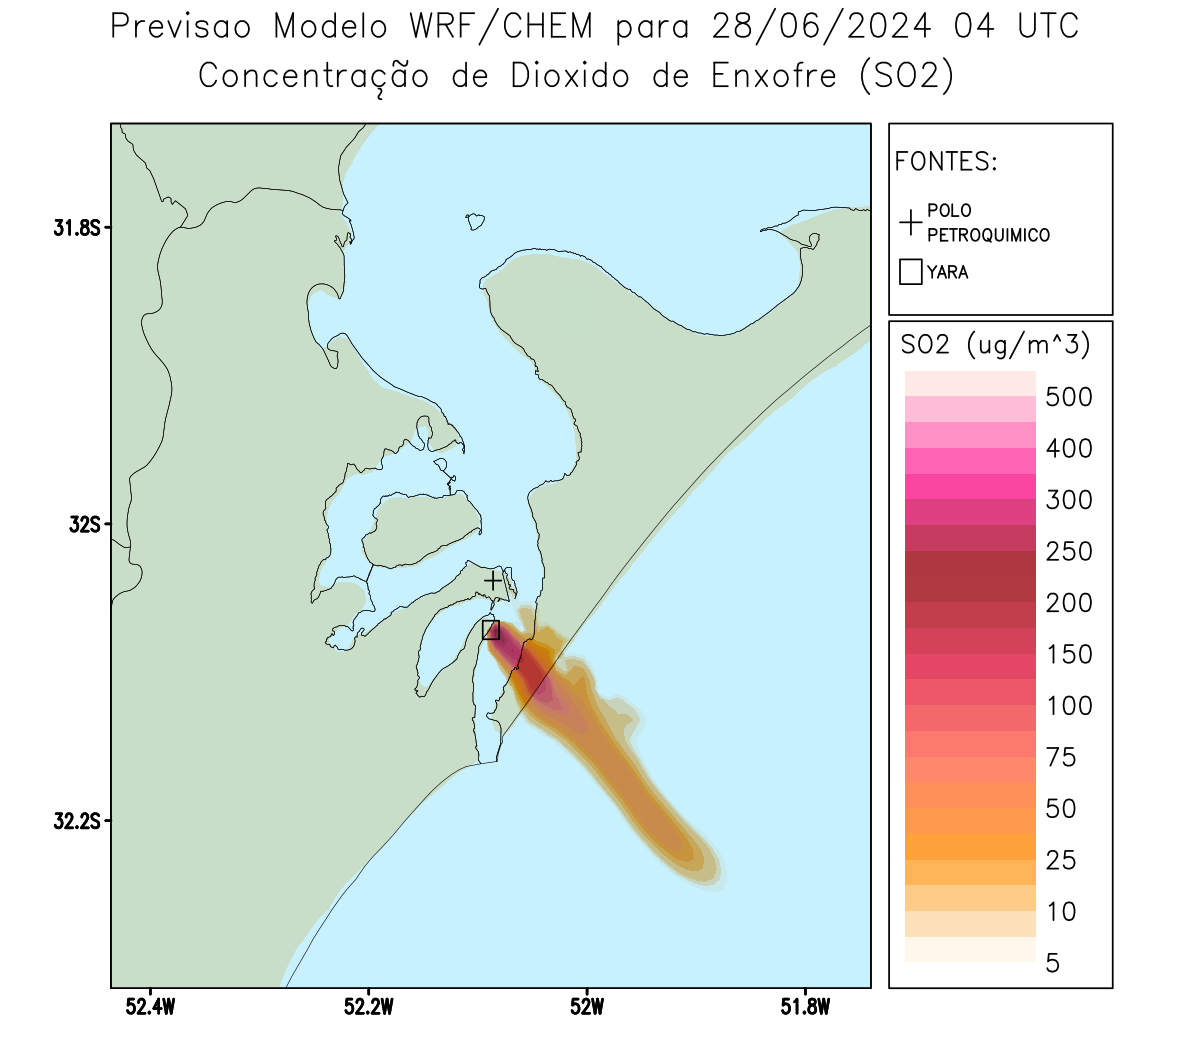 Previsao Modelo WRF/CHEM para 28/06/2024 04 UTC
Concentração de Dioxido de Enxofre (SO2)
FONTES:
POLO
PETROQUIMICO
YARA
31.8S
32S
32.2S
52.4W
52.2W
52W
51.8W
SO2 (ug/m^3)
500
400
300
250
200
150
100
75
50
25
10
5